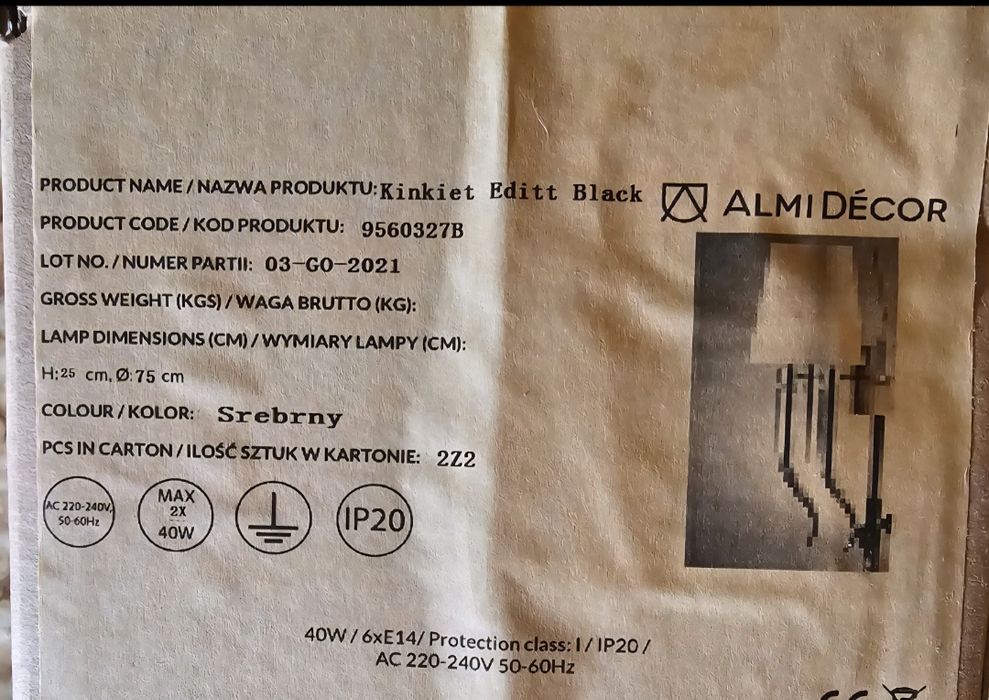 PRODUCT NAME / NAZWA PRODUKTU: Kinkiet Editt Black
ALMI DÉCOR
PRODUCT CODE / KOD PRODUKTU: 9560327B
LOT NO. / NUMER PARTII: 03-GO-2021
GROSS WEIGHT (KGS) / WAGA BRUTTO (KG):
LAMP DIMENSIONS (CM) / WYMIARY LAMPY (CM):
H: 25 cm, Ø: 75 cm
COLOUR / KOLOR: Srebrny
PCS IN CARTON / ILOŚĆ SZTUK W KARTONIE: 2Z2
AC 220-240V,
50-60Hz
MAX
2X
40W
IP20
40W / 6xE14/ Protection class: I / IP20 /
AC 220-240V 50-60Hz